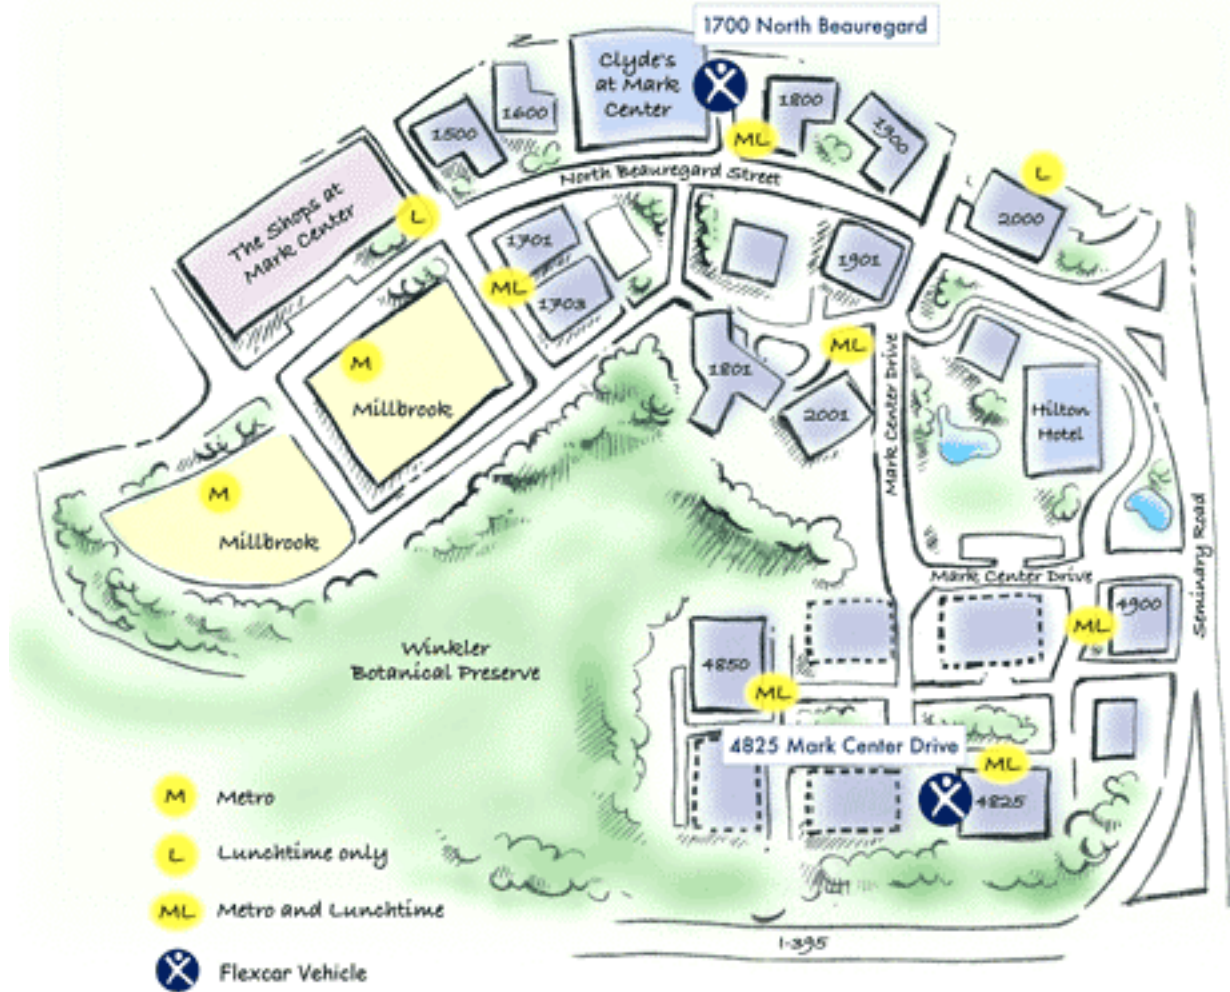 1700 North Beauregard
Clyde's
at Mark
Center
1600
1500
1800
1900
ML
North Beauregard Street
L
2000
The Shops at
Mark Center
L
1701
1703
ML
1901
M
Millbrook
1801
ML
2001
Mark Center Drive
Hilton
Hotel
M
Millbrook
Seminary Road
Mark Center Drive
4900
ML
Winkler
Botanical Preserve
4850
ML
4825 Mark Center Drive
ML
4825
M Metro
L Lunchtime only
ML Metro and Lunchtime
Flexcar Vehicle
I-395